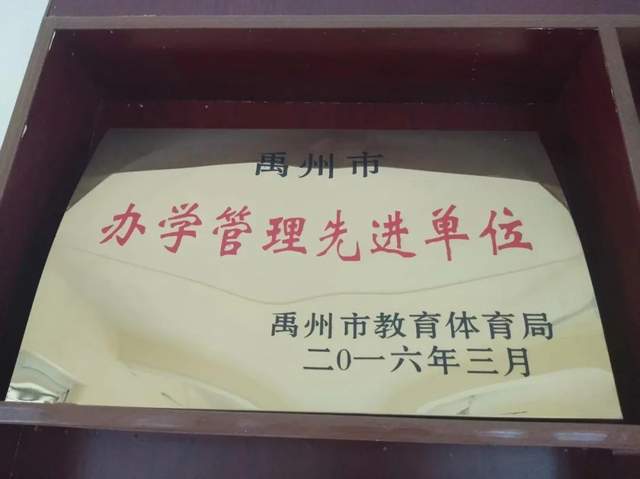 禹州市
办学管理先进单位
禹州市教育体育局
二0一六年三月